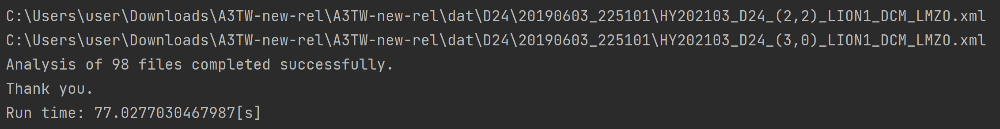 C:\Users\user\Downloads\A3TW-new-rel\A3TW-new-rel\dat\D24\20190603_225101\HY202103_D24_(2,2)_LION1_DCM_LMZO.xml
C:\Users\user\Downloads\A3TW-new-rel\A3TW-new-rel\dat\D24\20190603_225101\HY202103_D24_(3,0)_LION1_DCM_LMZO.xml
Analysis of 98 files completed successfully.
Thank you.
Run time: 77.0277030467987[s]